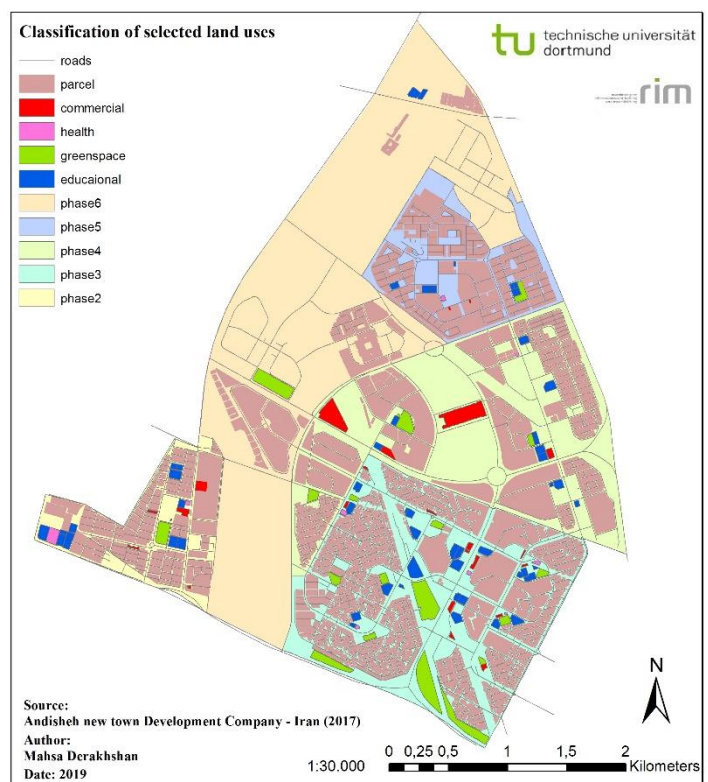 Classification of selected land uses
roads
parcel
commercial
health
greenspace
educaional
phase6
phase5
phase4
phase3
phase2
tu technische universität
dortmund
rim
N
Source:
Andisheh new town Development Company - Iran (2017)
Author:
Mahsa Derakhshan
Date: 2019
1:30.000
0 0,25 0,5 1 1,5 2
Kilometers